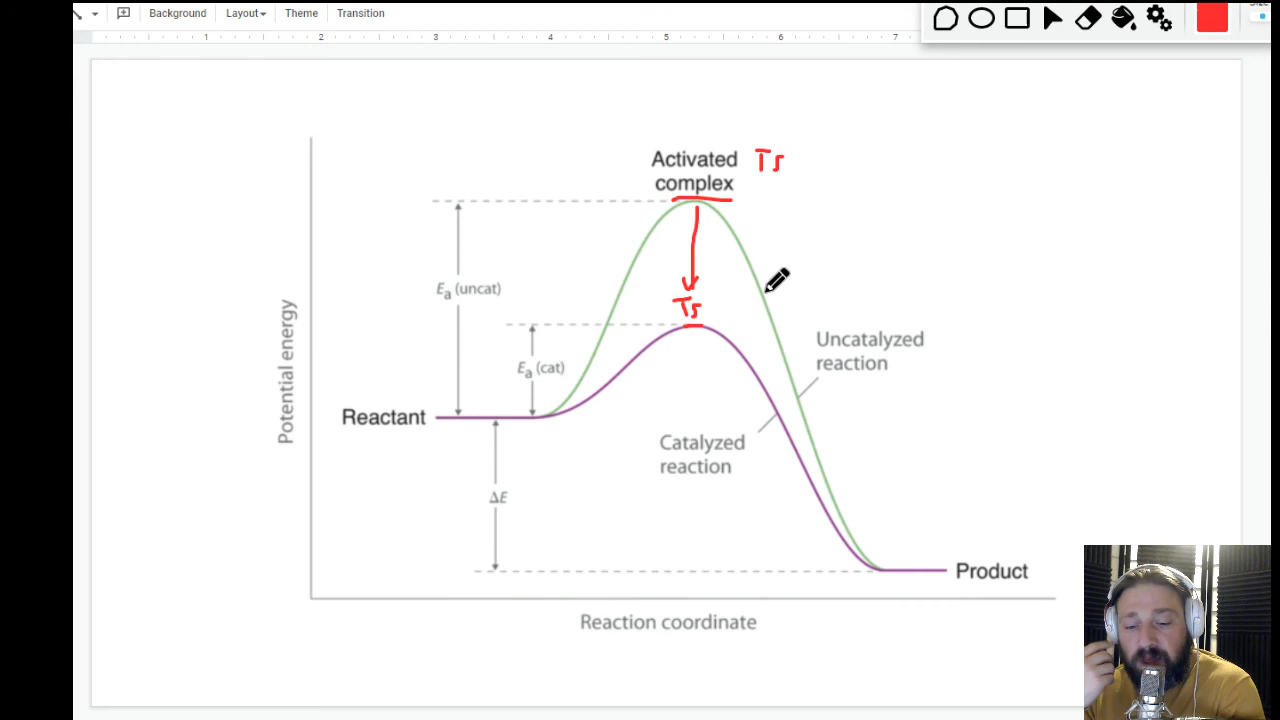 Background Layout Theme Transition
1 2 3 4 5 6 7
Activated Ts
complex
Ea (uncat)
Ts
Ea (cat)
Uncatalyzed
reaction
Reactant
Catalyzed
reaction
ΔE
Product
Potential energy
Reaction coordinate